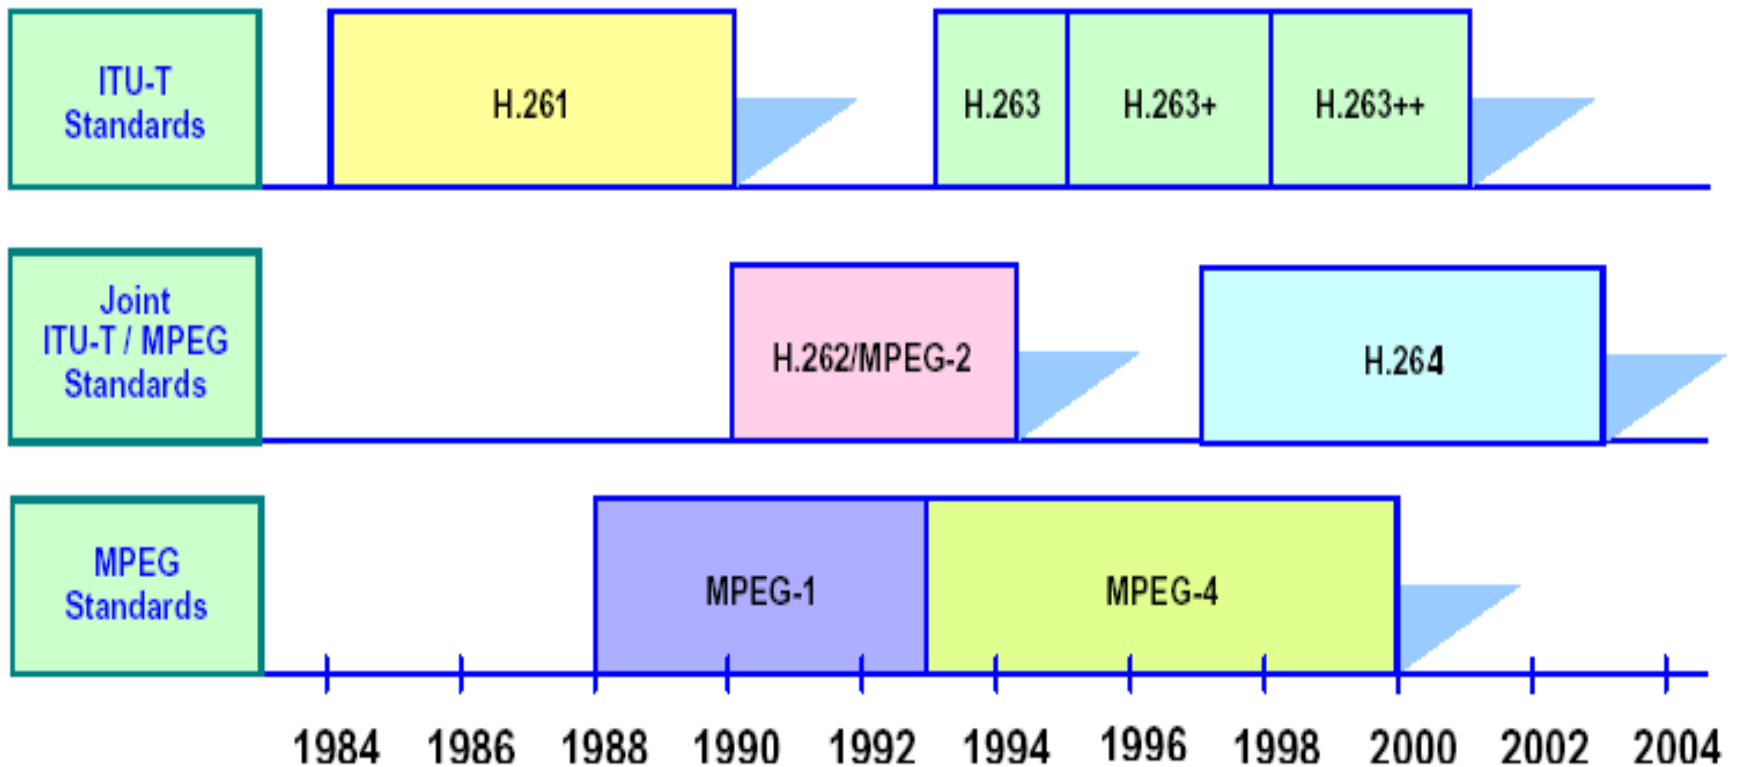 ITU-T
Standards
H.261
H.263
H.263+
H.263++
Joint
ITU-T / MPEG
Standards
H.262/MPEG-2
H.264
MPEG
Standards
MPEG-1
MPEG-4
1984 1986 1988 1990 1992 1994 1996 1998 2000 2002 2004